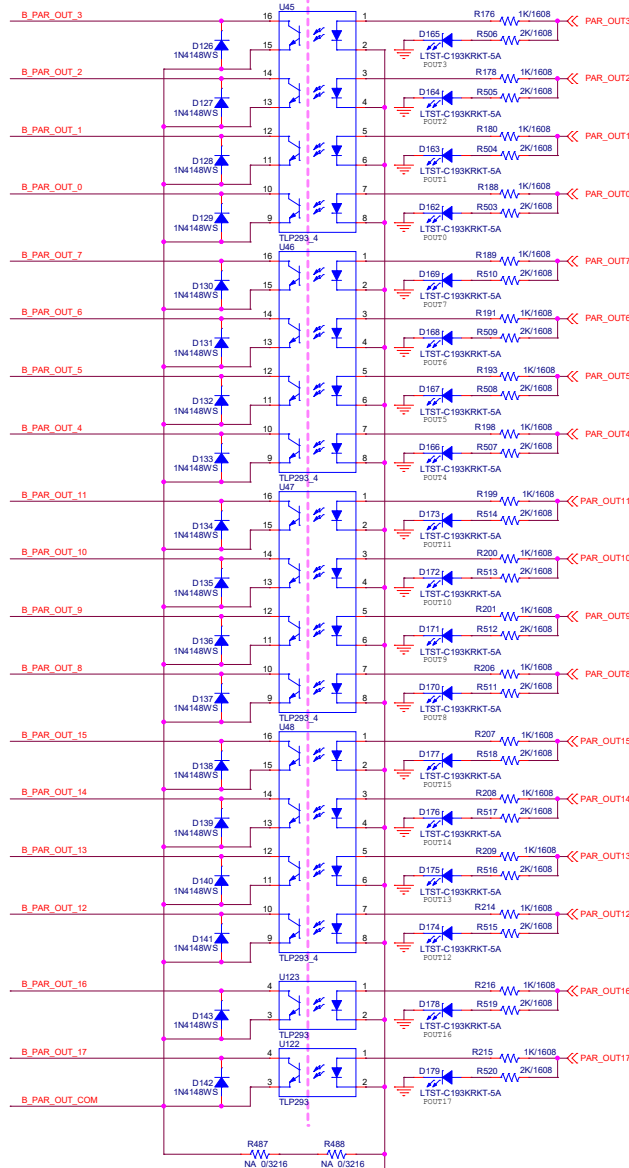 U45
B_PAR_OUT_3 16 1 R176 1K/1608 PAR_OUT3
D126 15 2 D165 R506 2K/1608
1N4148WS LTST-C193KRKT-5A
POUT3
B_PAR_OUT_2 14 3 R178 1K/1608 PAR_OUT2
D127 13 4 D164 R505 2K/1608
1N4148WS LTST-C193KRKT-5A
POUT2
B_PAR_OUT_1 12 5 R180 1K/1608 PAR_OUT1
D128 11 6 D163 R504 2K/1608
1N4148WS LTST-C193KRKT-5A
POUT1
B_PAR_OUT_0 10 7 R188 1K/1608 PAR_OUT0
D129 9 8 D162 R503 2K/1608
1N4148WS LTST-C193KRKT-5A
TLP293_4 POUT0
U46
B_PAR_OUT_7 16 1 R189 1K/1608 PAR_OUT7
D130 15 2 D169 R510 2K/1608
1N4148WS LTST-C193KRKT-5A
POUT7
B_PAR_OUT_6 14 3 R191 1K/1608 PAR_OUT6
D131 13 4 D168 R509 2K/1608
1N4148WS LTST-C193KRKT-5A
POUT6
B_PAR_OUT_5 12 5 R193 1K/1608 PAR_OUT5
D132 11 6 D167 R508 2K/1608
1N4148WS LTST-C193KRKT-5A
POUT5
B_PAR_OUT_4 10 7 R198 1K/1608 PAR_OUT4
D133 9 8 D166 R507 2K/1608
1N4148WS LTST-C193KRKT-5A
TLP293_4 POUT4
U47
B_PAR_OUT_11 16 1 R199 1K/1608 PAR_OUT11
D134 15 2 D173 R514 2K/1608
1N4148WS LTST-C193KRKT-5A
POUT11
B_PAR_OUT_10 14 3 R200 1K/1608 PAR_OUT10
D135 13 4 D172 R513 2K/1608
1N4148WS LTST-C193KRKT-5A
POUT10
B_PAR_OUT_9 12 5 R201 1K/1608 PAR_OUT9
D136 11 6 D171 R512 2K/1608
1N4148WS LTST-C193KRKT-5A
POUT9
B_PAR_OUT_8 10 7 R206 1K/1608 PAR_OUT8
D137 9 8 D170 R511 2K/1608
1N4148WS LTST-C193KRKT-5A
TLP293_4 POUT8
U48
B_PAR_OUT_15 16 1 R207 1K/1608 PAR_OUT15
D138 15 2 D177 R518 2K/1608
1N4148WS LTST-C193KRKT-5A
POUT15
B_PAR_OUT_14 14 3 R208 1K/1608 PAR_OUT14
D139 13 4 D176 R517 2K/1608
1N4148WS LTST-C193KRKT-5A
POUT14
B_PAR_OUT_13 12 5 R209 1K/1608 PAR_OUT13
D140 11 6 D175 R516 2K/1608
1N4148WS LTST-C193KRKT-5A
POUT13
B_PAR_OUT_12 10 7 R214 1K/1608 PAR_OUT12
D141 9 8 D174 R515 2K/1608
1N4148WS LTST-C193KRKT-5A
TLP293_4 POUT12
U123
B_PAR_OUT_16 4 1 R216 1K/1608 PAR_OUT16
D143 3 2 D178 R519 2K/1608
1N4148WS LTST-C193KRKT-5A
TLP293 POUT16
U122
B_PAR_OUT_17 4 1 R215 1K/1608 PAR_OUT17
D142 3 2 D179 R520 2K/1608
1N4148WS LTST-C193KRKT-5A
B_PAR_OUT_COM TLP293 POUT17
R487 R488
NA_0/3216 NA_0/3216